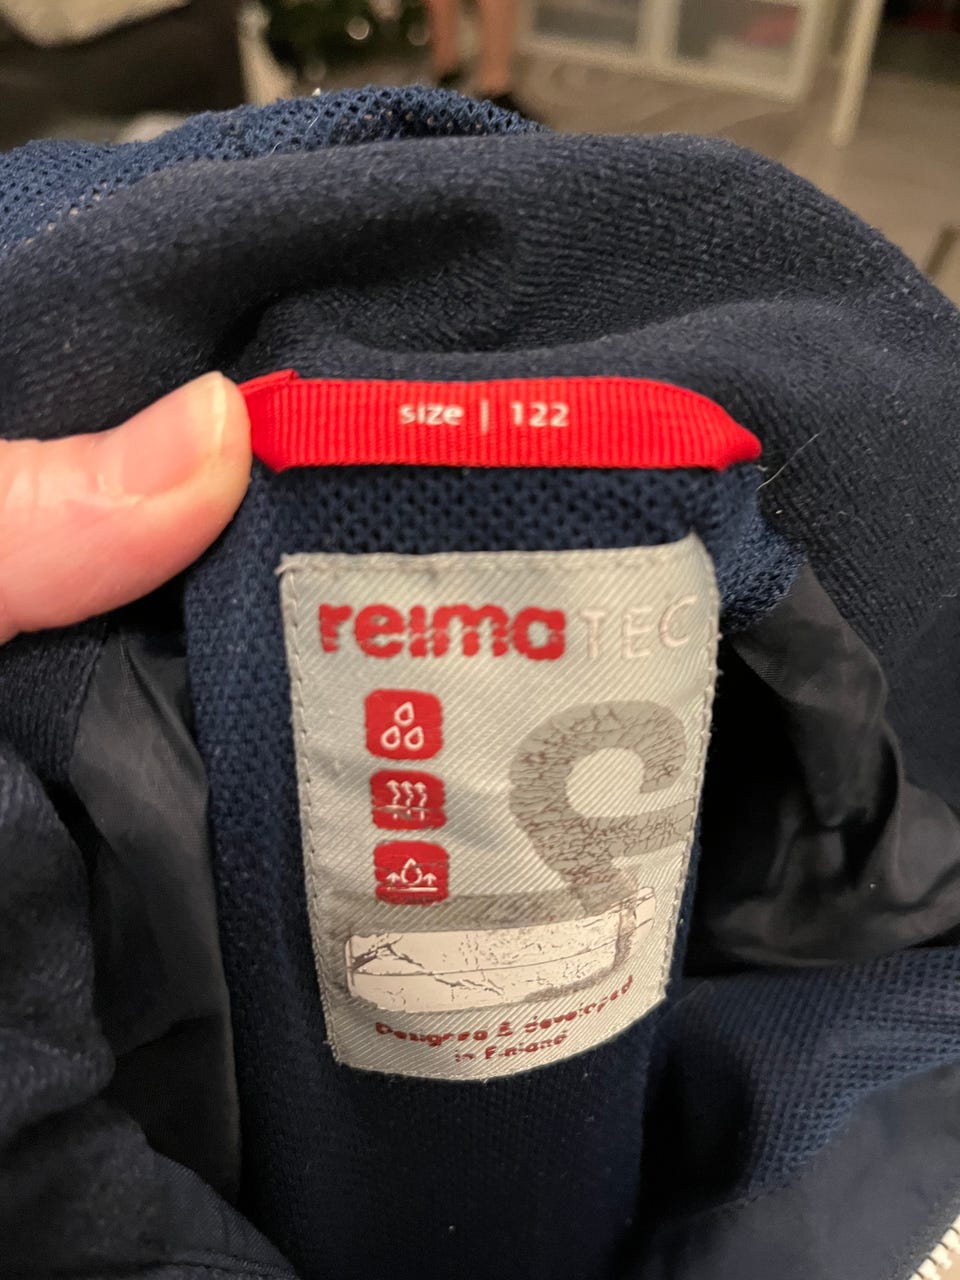 size | 122
reima TEC
Designed & developed
in Finland